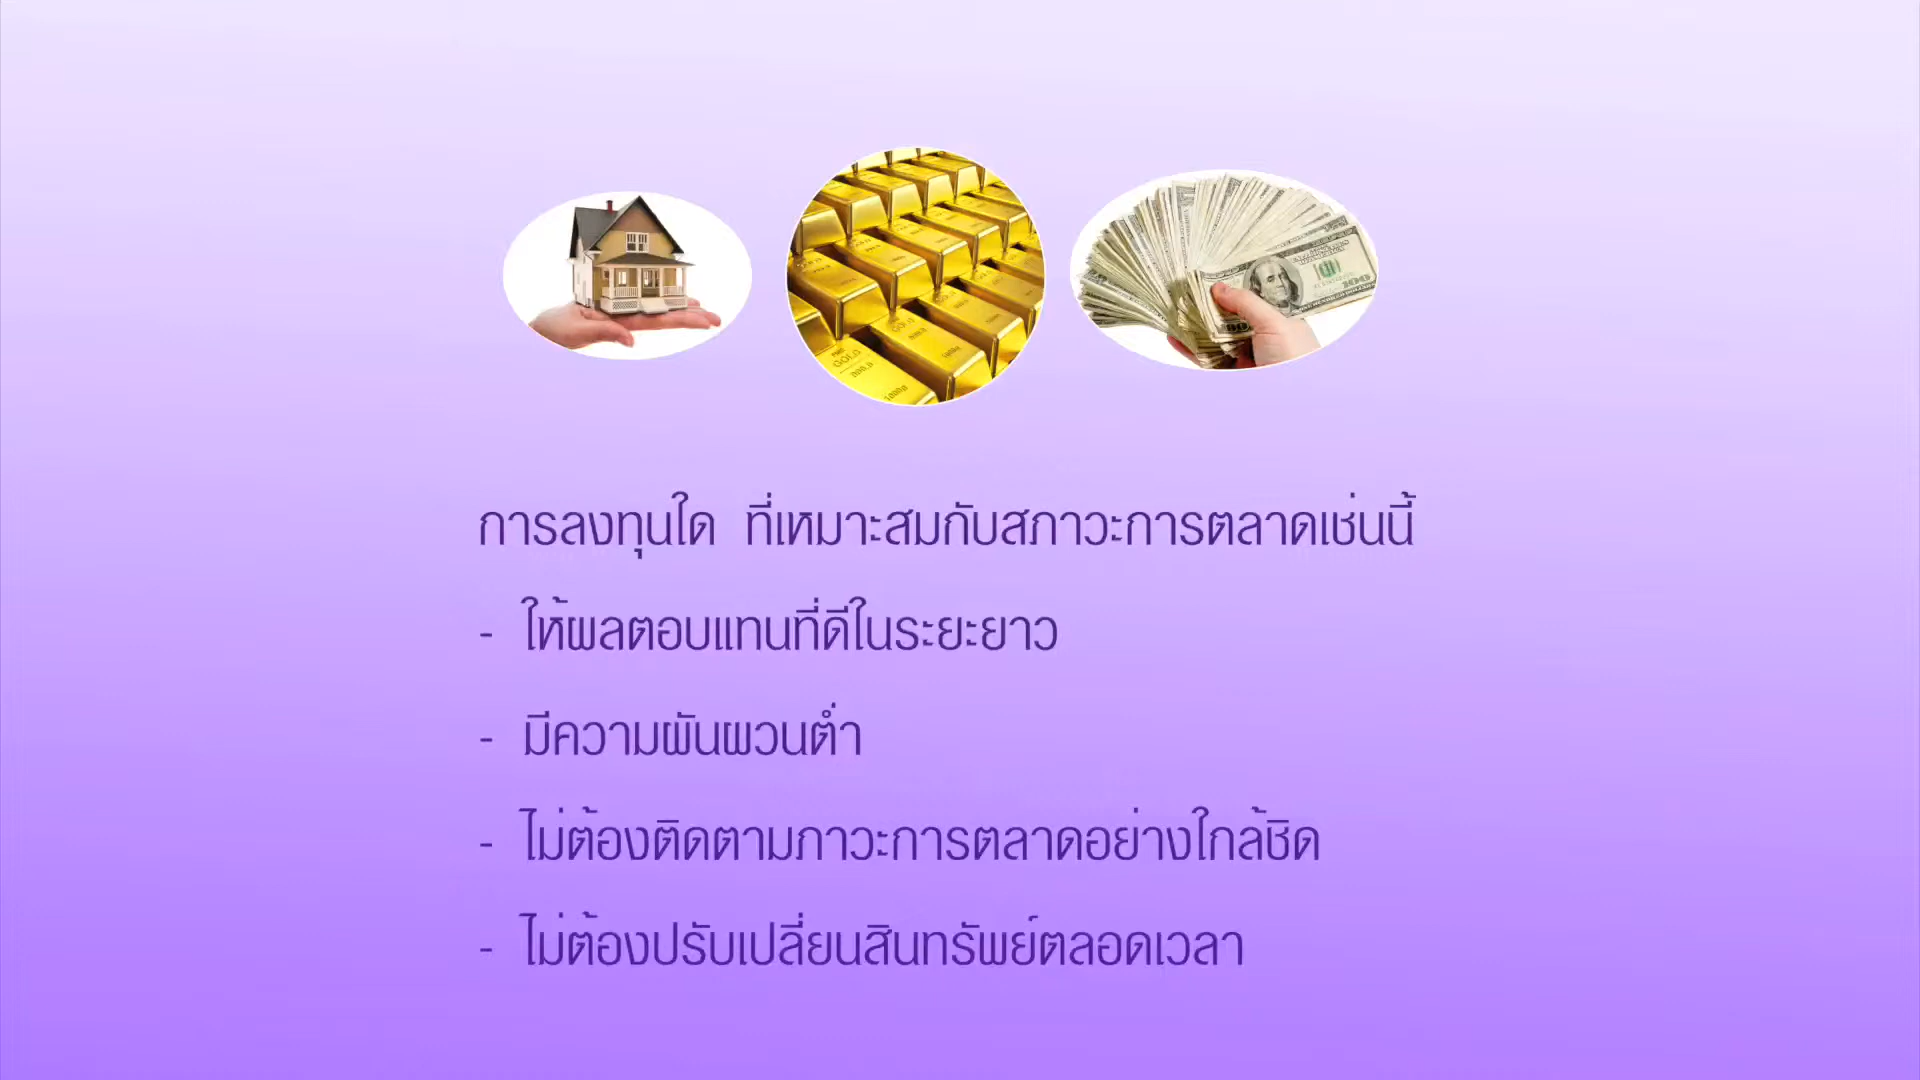 การลงทุนใด ที่เหมาะสมกับสภาวะการตลาดเช่นนี้
- ให้ผลตอบแทนที่ดีในระยะยาว
- มีความผันผวนต่ำ
- ไม่ต้องติดตามภาวะการตลาดอย่างใกล้ชิด
- ไม่ต้องปรับเปลี่ยนสินทรัพย์ตลอดเวลา